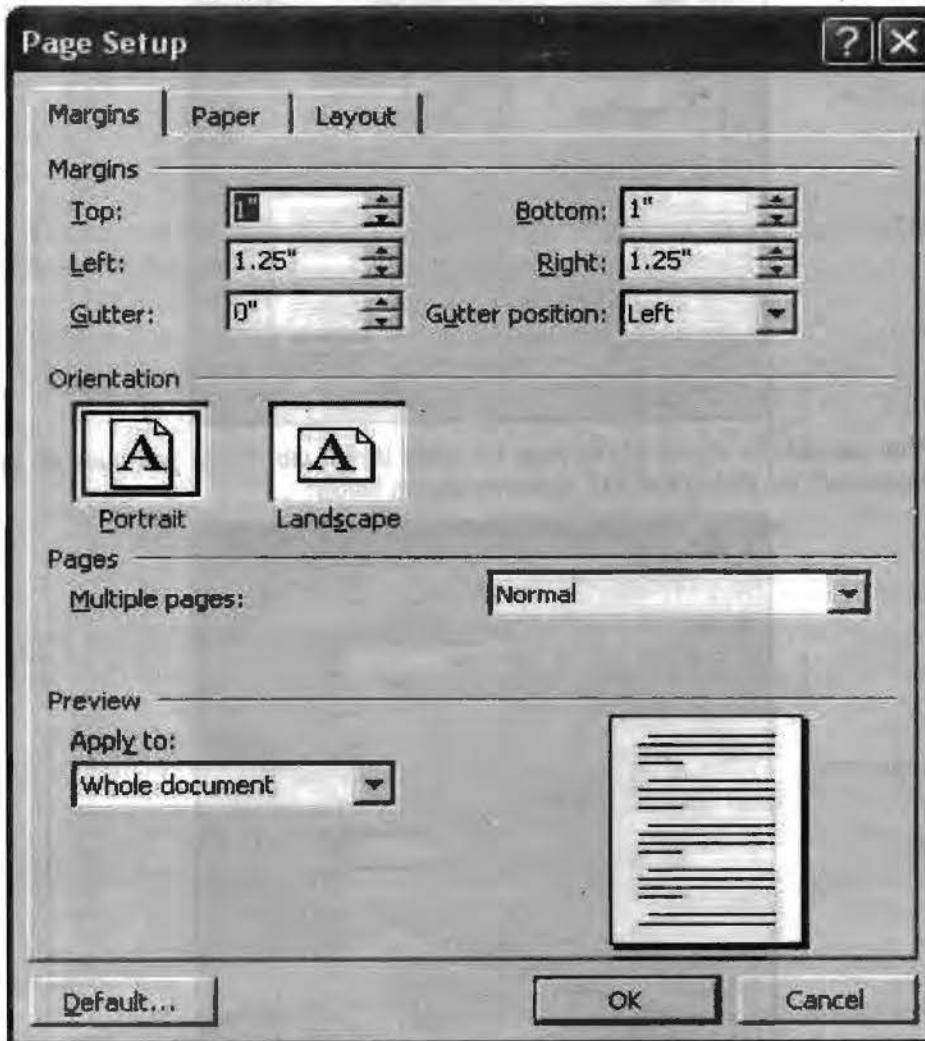 Page Setup ? X
Margins Paper Layout
Margins
Top: 1" Bottom: 1"
Left: 1.25" Right: 1.25"
Gutter: 0" Gutter position: Left
Orientation
A A
Portrait Landscape
Pages
Multiple pages: Normal
Preview
Apply to:
Whole document
Default... OK Cancel